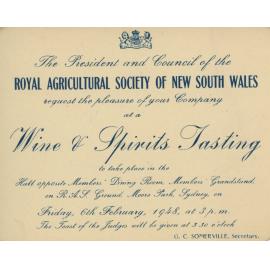 The President and Council of the
ROYAL AGRICULTURAL SOCIETY OF NEW SOUTH WALES
request the pleasure of your Company
at a
Wine & Spirits Tasting
to take place in the
Hall opposite Members' Dining Room, Members' Grandstand,
on R.A.S. Ground, Moore Park, Sydney, on
Friday, 6th February, 1948, at 3 p.m.
The Toast of the Judges will be given at 3.30 o'clock
G. C. SOMERVILLE, Secretary.